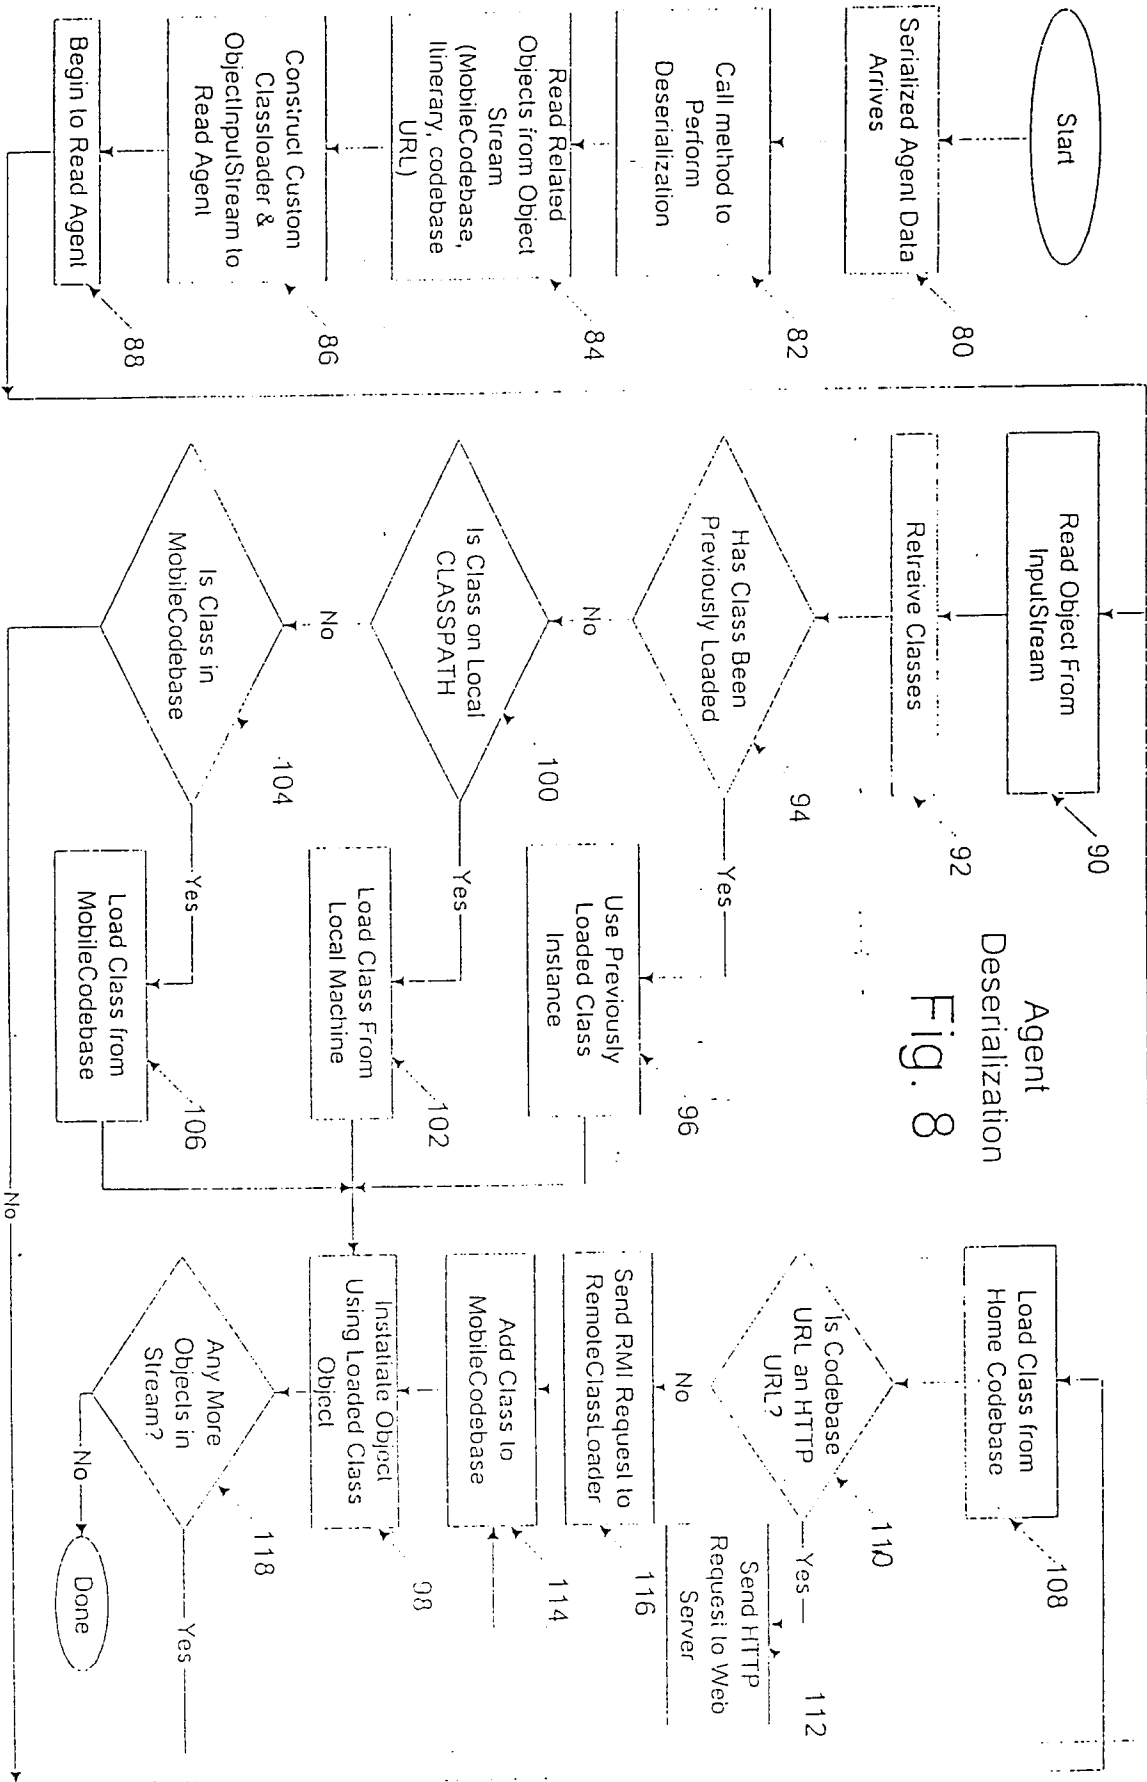 Agent
Deserialization
Fig. 8
Start
Serialized Agent Data
Arrives
80
Call method to
Perform
Deserialization
82
Read Related
Objects from Object
Stream
(MobileCodebase,
Itinerary, codebase
URL)
84
Construct Custom
Classloader &
ObjectInputStream to
Read Agent
86
Begin to Read Agent
88
Read Object From
InputStream
90
Retreive Classes
92
Has Class Been
Previously Loaded
94
Yes
No
Use Previously
Loaded Class
Instance
96
Is Class on Local
CLASSPATH
100
Yes
No
Load Class From
Local Machine
102
Is Class in
MobileCodebase
104
Yes
No
Load Class from
MobileCodebase
106
Load Class from
Home Codebase
108
Is Codebase
URL an HTTP
URL?
110
Yes
No
Send HTTP
Request to Web
Server
112
Send RMI Request to
RemoteClassLoader
116
Add Class to
MobileCodebase
114
Instatiate Object
Using Loaded Class
Object
98
Any More
Objects in
Stream?
118
Yes
No
Done